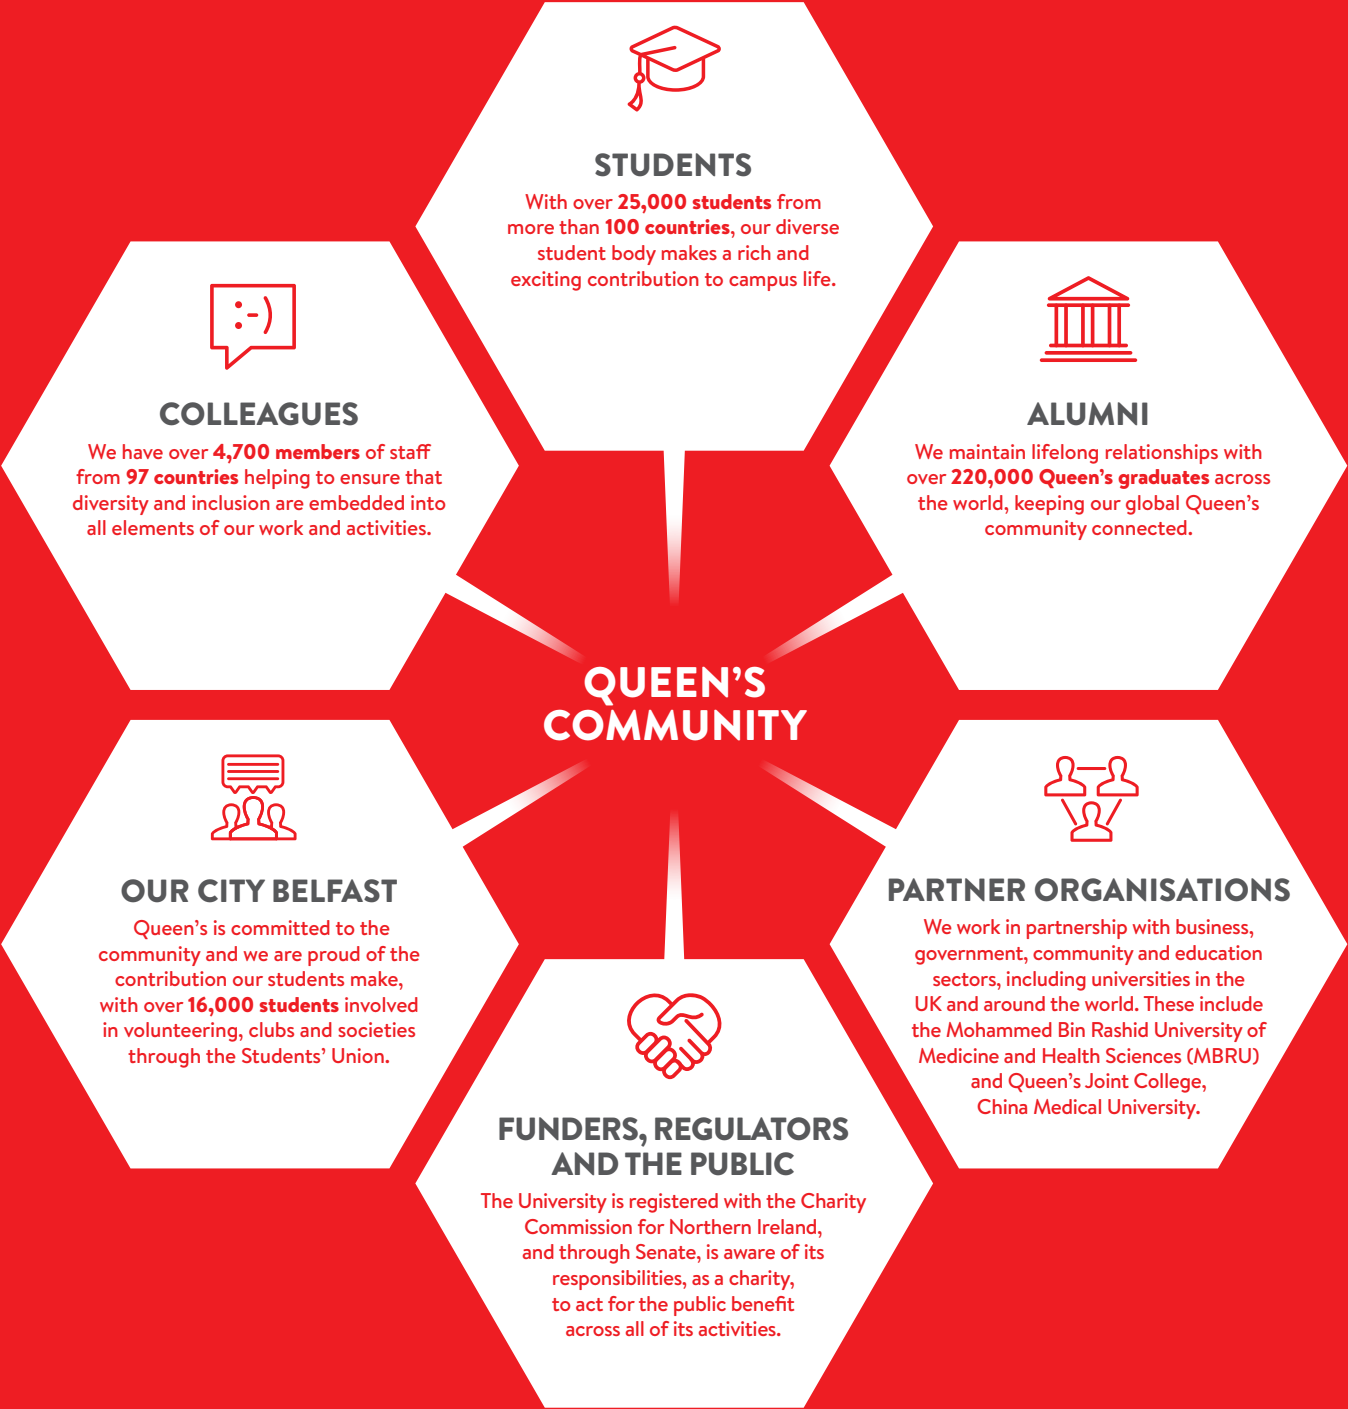 STUDENTS
With over 25,000 students from
more than 100 countries, our diverse
student body makes a rich and
exciting contribution to campus life.
:-)
COLLEAGUES
We have over 4,700 members of staff
from 97 countries helping to ensure that
diversity and inclusion are embedded into
all elements of our work and activities.
ALUMNI
We maintain lifelong relationships with
over 220,000 Queen’s graduates across
the world, keeping our global Queen’s
community connected.
QUEEN’S
COMMUNITY
OUR CITY BELFAST
Queen’s is committed to the
community and we are proud of the
contribution our students make,
with over 16,000 students involved
in volunteering, clubs and societies
through the Students’ Union.
PARTNER ORGANISATIONS
We work in partnership with business,
government, community and education
sectors, including universities in the
UK and around the world. These include
the Mohammed Bin Rashid University of
Medicine and Health Sciences (MBRU)
and Queen’s Joint College,
China Medical University.
FUNDERS, REGULATORS
AND THE PUBLIC
The University is registered with the Charity
Commission for Northern Ireland,
and through Senate, is aware of its
responsibilities, as a charity,
to act for the public benefit
across all of its activities.